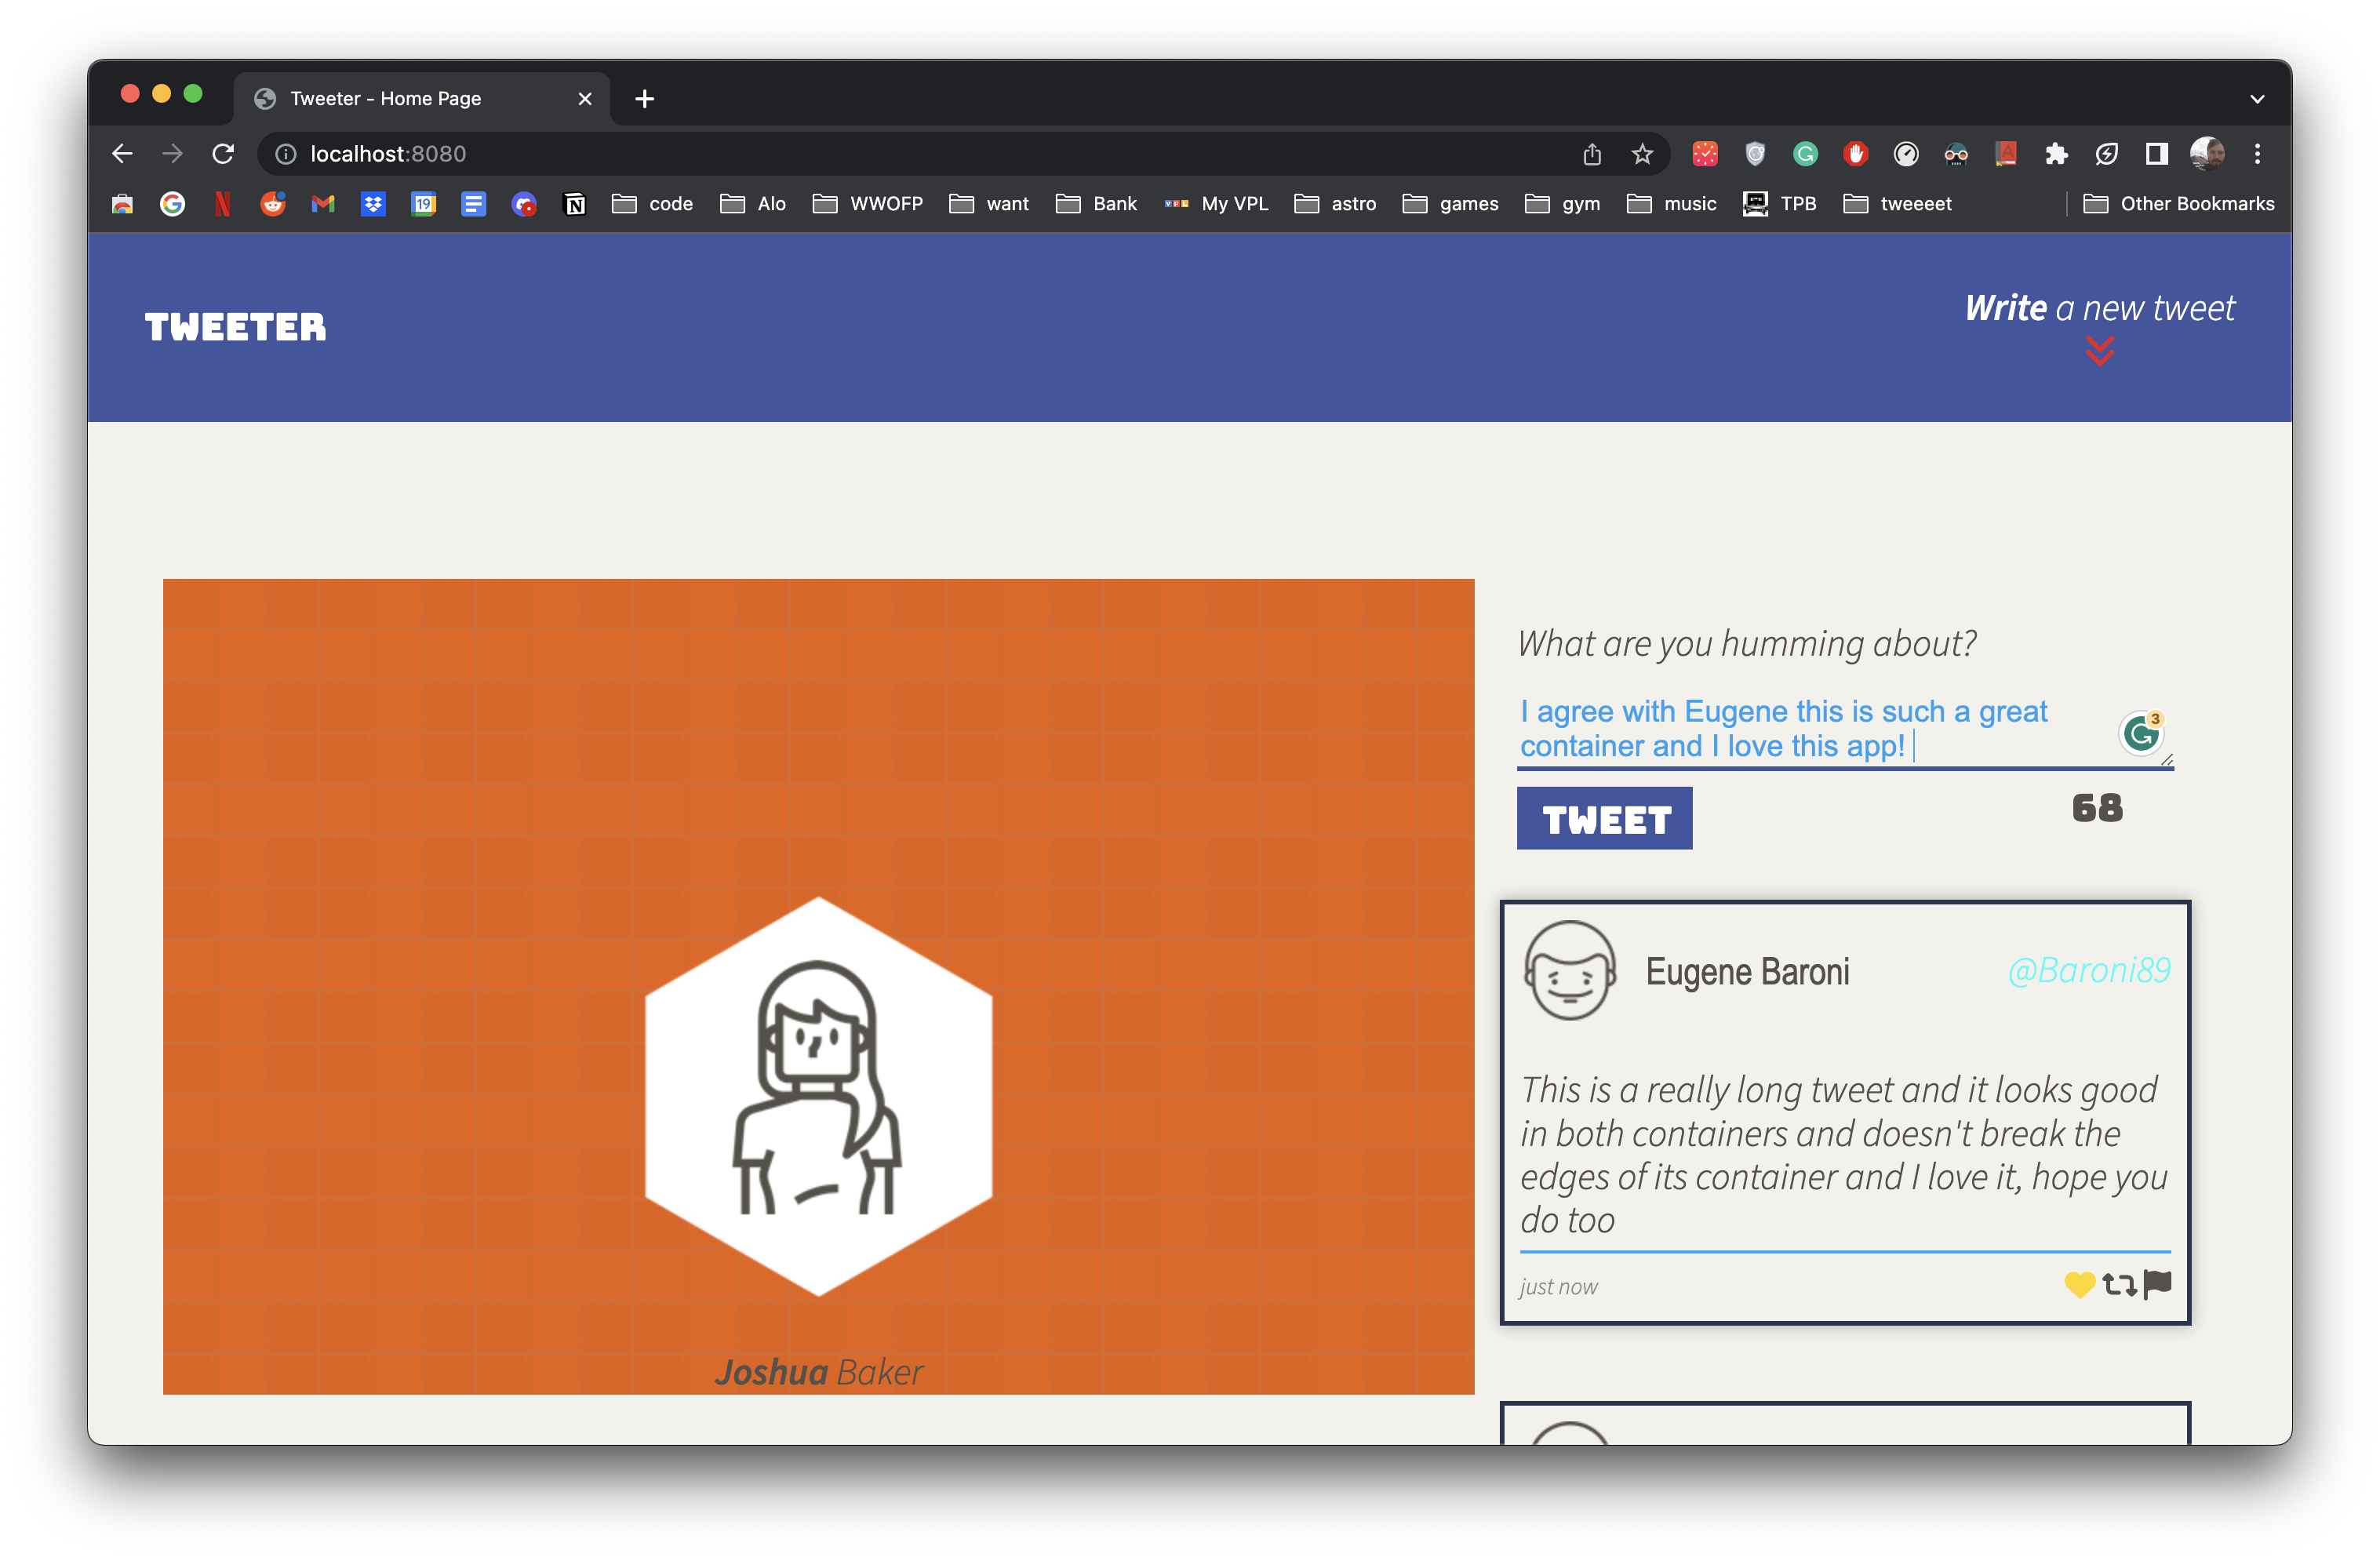 Tweeter - Home Page
localhost:8080
19
code
Alo
WWOFP
want
Bank
VPL
My VPL
astro
games
gym
music
TPB
tweeeet
Other Bookmarks
TWEETER
Write a new tweet
What are you humming about?
I agree with Eugene this is such a great
container and I love this app!
3
TWEET
68
Eugene Baroni
@Baroni89
This is a really long tweet and it looks good
in both containers and doesn't break the
edges of its container and I love it, hope you
do too
just now
Joshua Baker